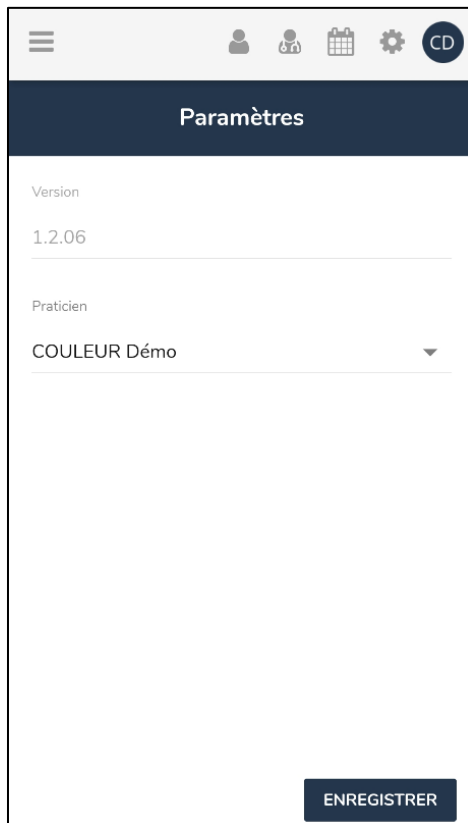 CD
Paramètres
Version
1.2.06
Praticien
COULEUR Démo
ENREGISTRER